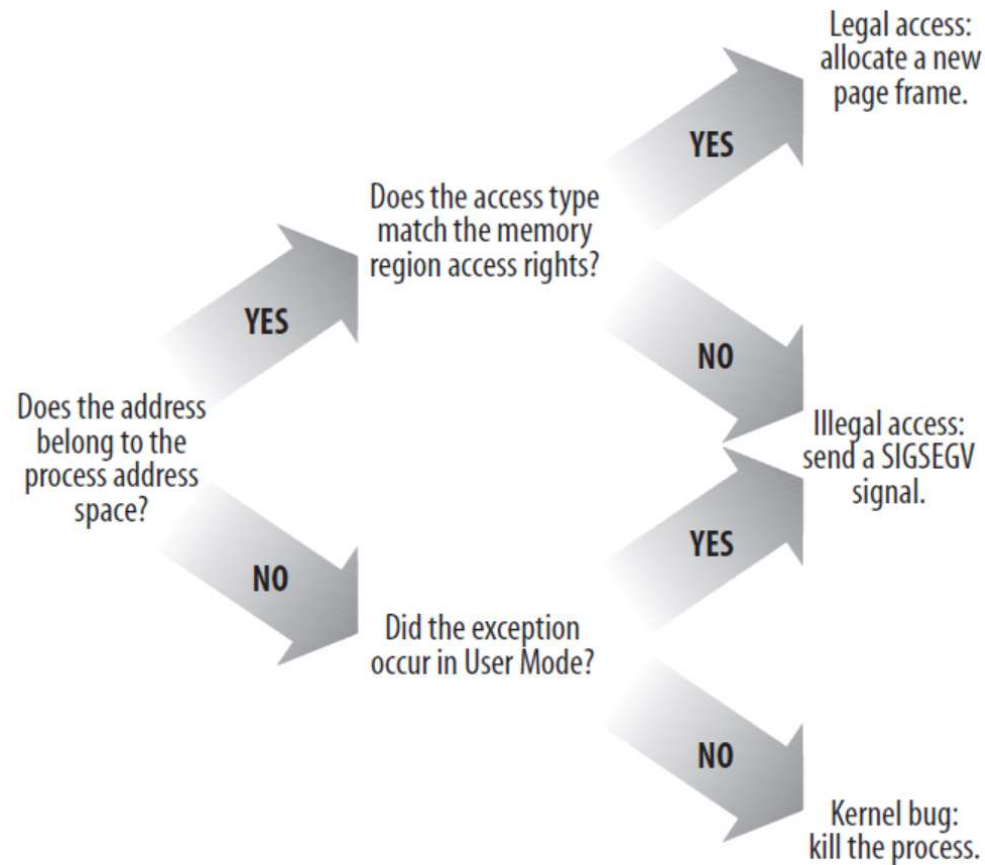 Legal access:
allocate a new
page frame.
YES
Does the access type
match the memory
region access rights?
YES
NO
Does the address
belong to the
process address
space?
Illegal access:
send a SIGSEGV
signal.
YES
NO
Did the exception
occur in User Mode?
NO
Kernel bug:
kill the process.